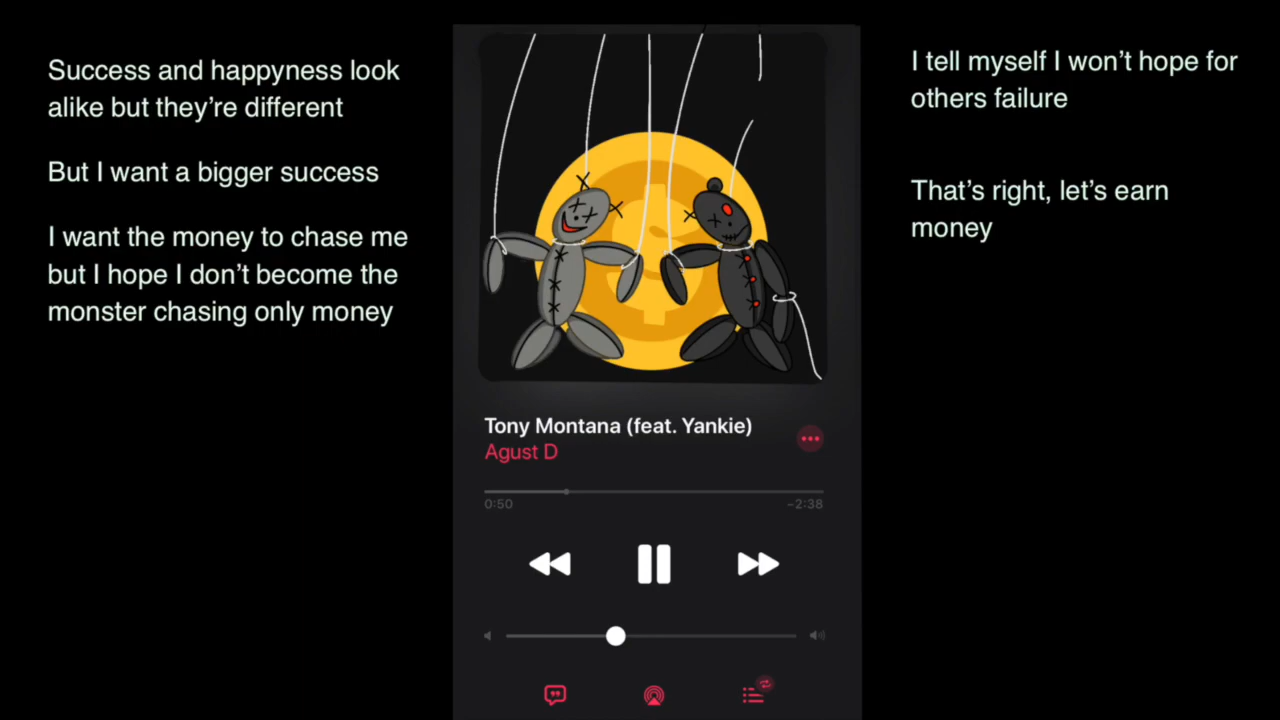 Success and happyness look
alike but they're different
But I want a bigger success
I want the money to chase me
but I hope I don't become the
monster chasing only money
Tony Montana (feat. Yankie)
Agust D
0:50
−2:38
I tell myself I won't hope for
others failure
That's right, let's earn
money